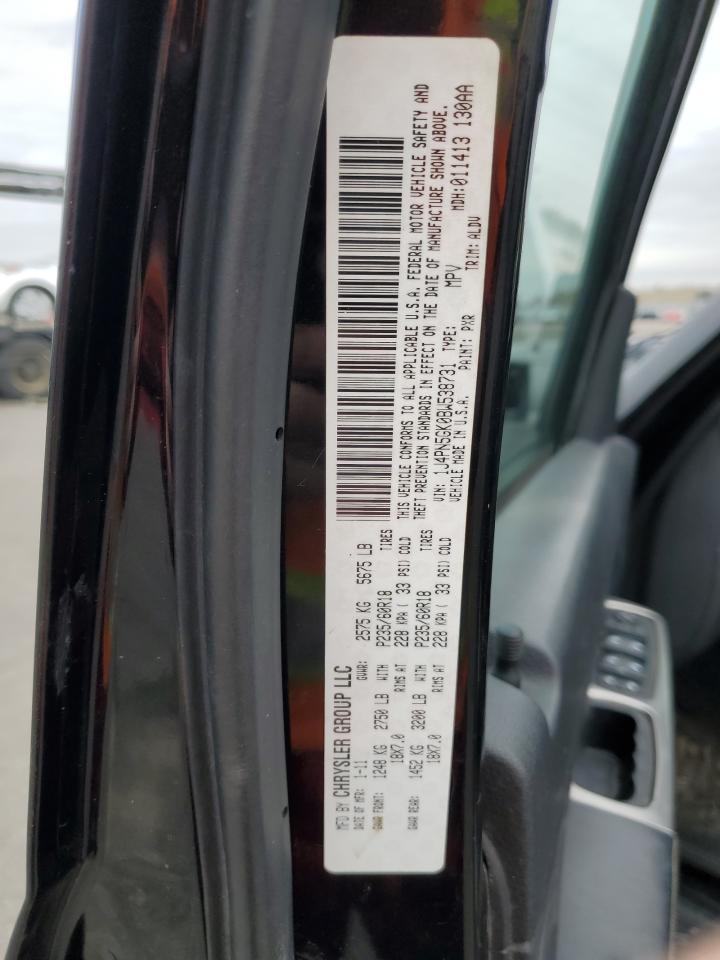 MFD BY CHRYSLER GROUP LLC
DATE OF MFR: 1-11 GVWR: 2575 KG 5675 LB
GAWR FRONT: 1248 KG 2750 LB WITH P235/60R18 TIRES
18X7.0 RIMS AT 228 KPA ( 33 PSI) COLD
GAWR REAR: 1452 KG 3200 LB WITH P235/60R18 TIRES
18X7.0 RIMS AT 228 KPA ( 33 PSI) COLD
THIS VEHICLE CONFORMS TO ALL APPLICABLE U.S.A. FEDERAL MOTOR VEHICLE SAFETY AND
THEFT PREVENTION STANDARDS IN EFFECT ON THE DATE OF MANUFACTURE SHOWN ABOVE.
VIN: 1J4PN5GK0BW538731 TYPE: MPV MDH:011413 130AA
VEHICLE MADE IN U.S.A. PAINT: PXR TRIM: ALDV